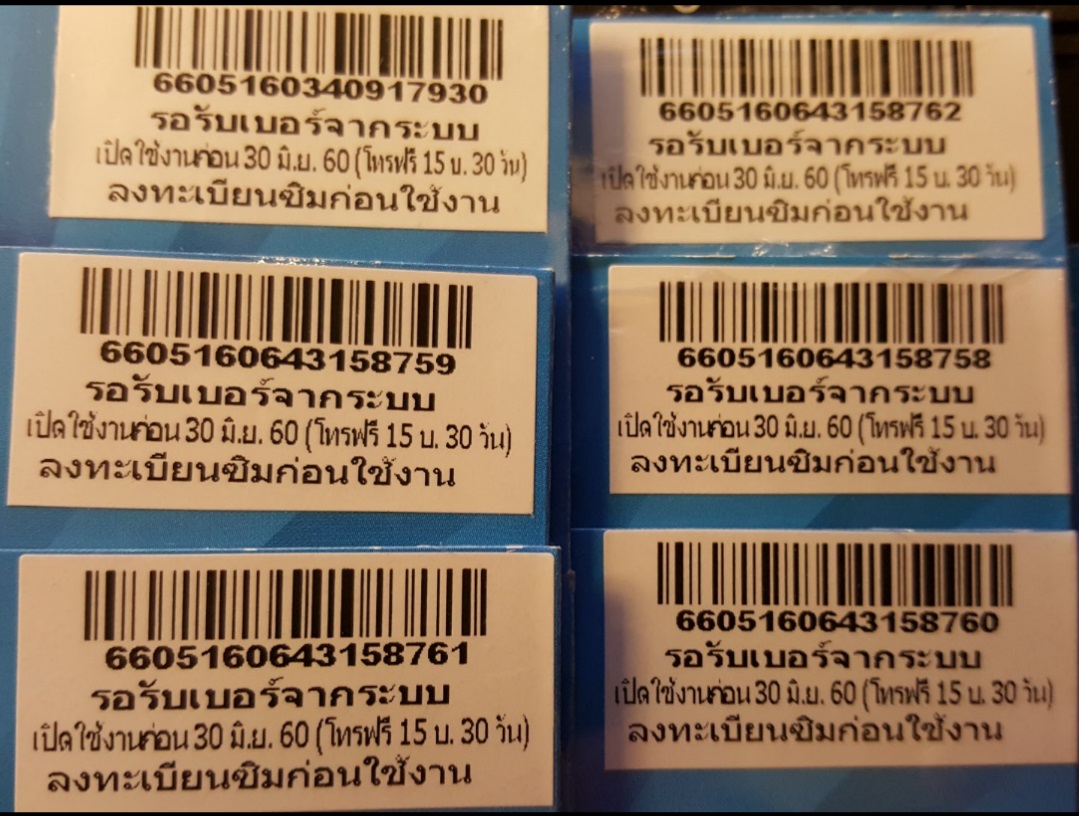 6605160340917930
รอรับเบอร์จากระบบ
เปิดใช้งานก่อน 30 มิ.ย. 60 (โทรฟรี 15 บ. 30 วัน)
ลงทะเบียนซิมก่อนใช้งาน
6605160643158762
รอรับเบอร์จากระบบ
เปิดใช้งานก่อน 30 มิ.ย. 60 (โทรฟรี 15 บ. 30 วัน)
ลงทะเบียนซิมก่อนใช้งาน
6605160643158759
รอรับเบอร์จากระบบ
เปิดใช้งานก่อน 30 มิ.ย. 60 (โทรฟรี 15 บ. 30 วัน)
ลงทะเบียนซิมก่อนใช้งาน
6605160643158758
รอรับเบอร์จากระบบ
เปิดใช้งานก่อน 30 มิ.ย. 60 (โทรฟรี 15 บ. 30 วัน)
ลงทะเบียนซิมก่อนใช้งาน
6605160643158761
รอรับเบอร์จากระบบ
เปิดใช้งานก่อน 30 มิ.ย. 60 (โทรฟรี 15 บ. 30 วัน)
ลงทะเบียนซิมก่อนใช้งาน
6605160643158760
รอรับเบอร์จากระบบ
เปิดใช้งานก่อน 30 มิ.ย. 60 (โทรฟรี 15 บ. 30 วัน)
ลงทะเบียนซิมก่อนใช้งาน